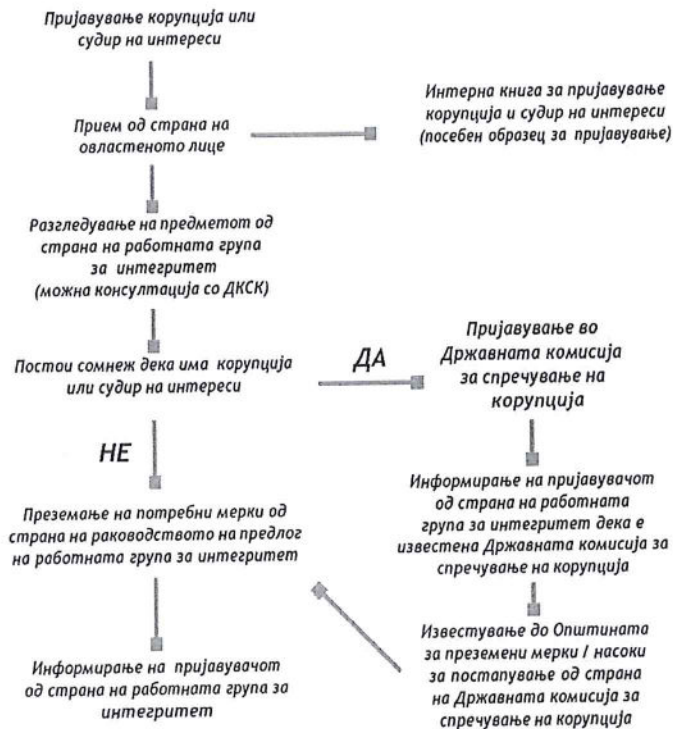 Пријавување корупција или
судир на интереси
Прием од страна на
овластеното лице
Интерна книга за пријавување
корупција и судир на интереси
(посебен образец за пријавување)
Разгледување на предметот од
страна на работната група
за интегритет
(можна консултација со ДКСК)
Постои сомнеж дека има корупција
или судир на интереси
ДА
Пријавување во
Државната комисија
за спречување на
корупција
НЕ
Преземање на потребни мерки од
страна на раководството на предлог
на работната група за интегритет
Информирање на пријавувачот
од страна на работната
група за интегритет дека е
известена Државната комисија за
спречување на корупција
Информирање на пријавувачот
од страна на работната група за
интегритет
Известување до Општината
за преземени мерки / насоки
за постапување од страна
на Државната комисија за
спречување на корупција